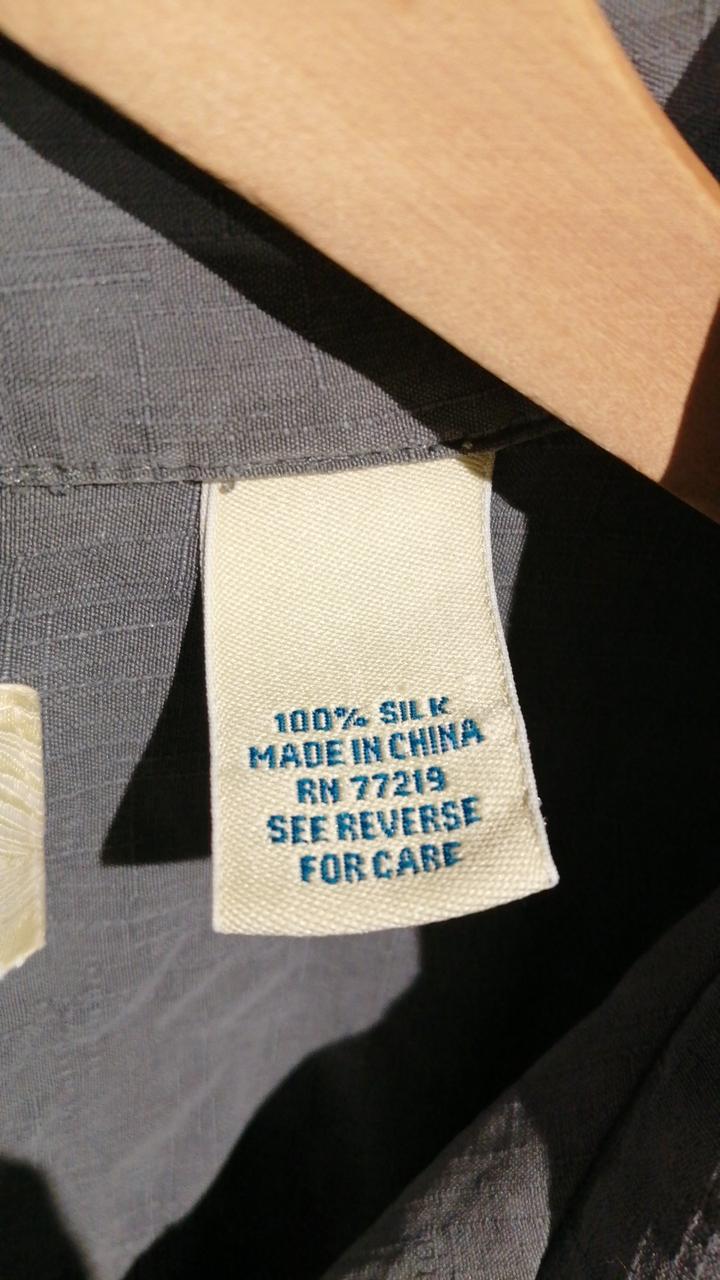 100% SILK
MADE IN CHINA
RN 77219
SEE REVERSE
FOR CARE